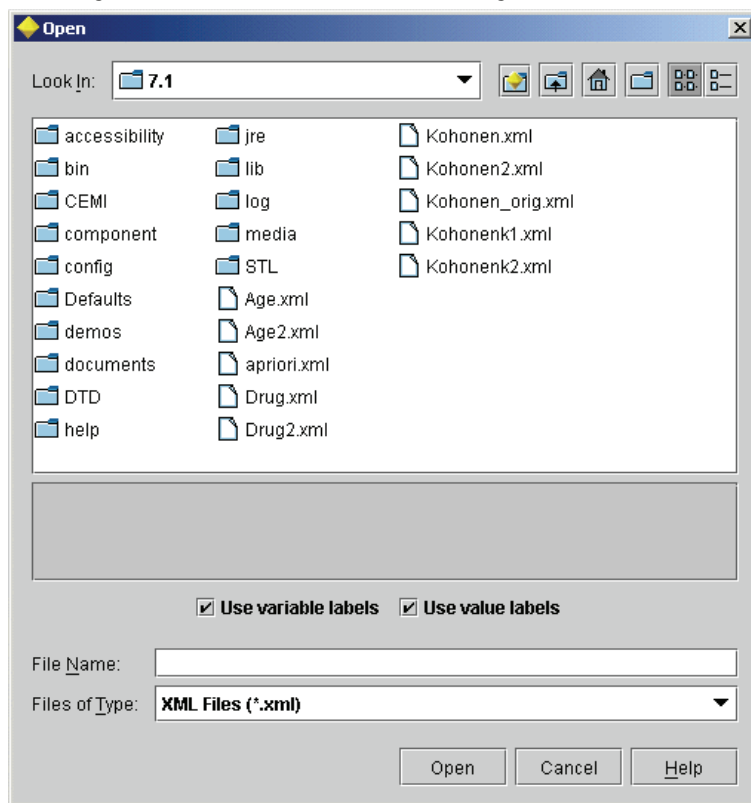 Open
Look In: 7.1
accessibility
bin
CEMI
component
config
Defaults
demos
documents
DTD
help
jre
lib
log
media
STL
Age.xml
Age2.xml
apriori.xml
Drug.xml
Drug2.xml
Kohonen.xml
Kohonen2.xml
Kohonen_orig.xml
Kohonenk1.xml
Kohonenk2.xml
Use variable labels Use value labels
File Name:
Files of Type: XML Files (*.xml)
Open Cancel Help